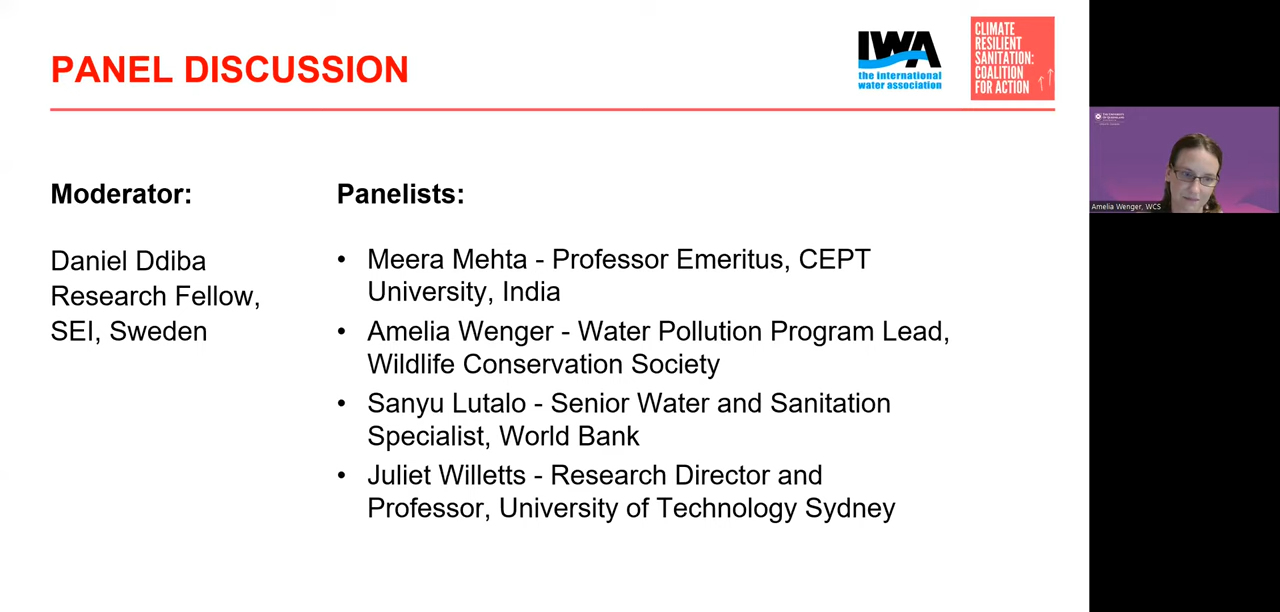 PANEL DISCUSSION
IWA
the international
water association
CLIMATE
RESILIENT
SANITATION:
COALITION
FOR ACTION
Moderator:
Daniel Ddiba
Research Fellow,
SEI, Sweden
Panelists:
• Meera Mehta - Professor Emeritus, CEPT
University, India
• Amelia Wenger - Water Pollution Program Lead,
Wildlife Conservation Society
• Sanyu Lutalo - Senior Water and Sanitation
Specialist, World Bank
• Juliet Willetts - Research Director and
Professor, University of Technology Sydney
Amelia Wenger, WCS